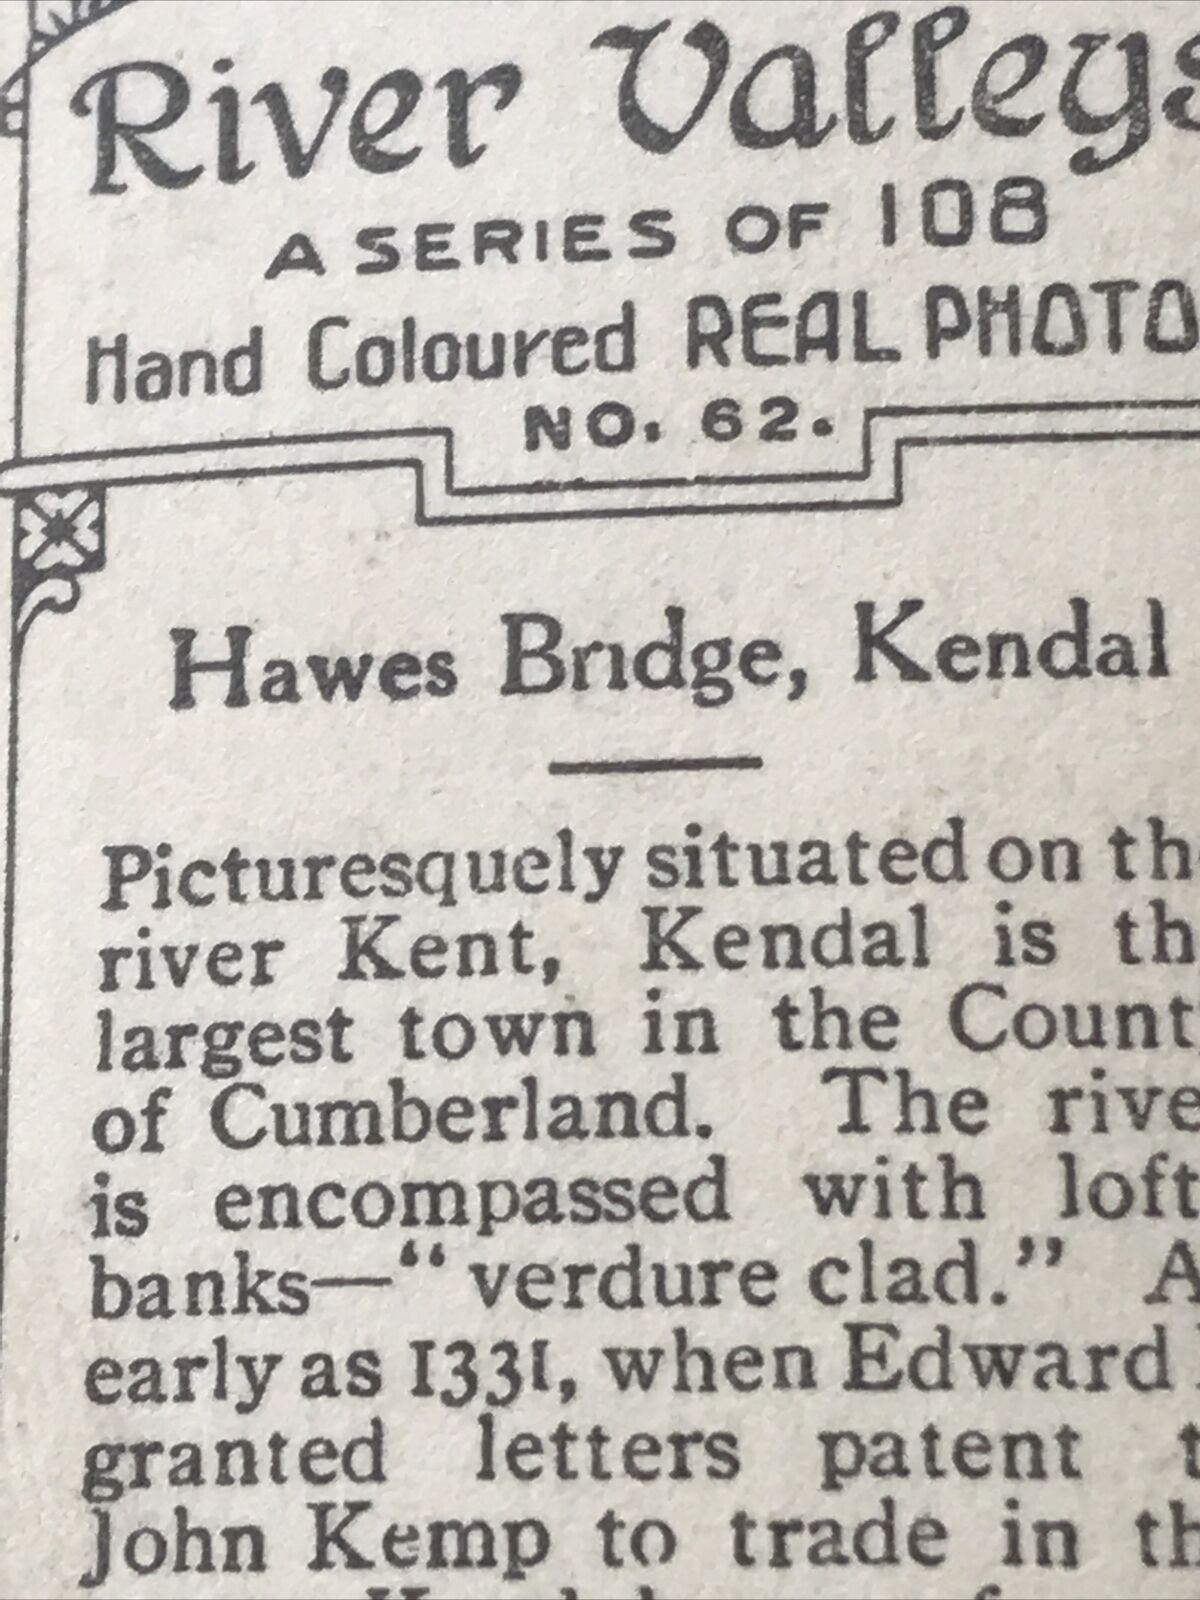 River Valleys
A SERIES OF 108
Hand Coloured REAL PHOTO
NO. 62.
Hawes Bridge, Kendal
Picturesquely situated on th
river Kent, Kendal is th
largest town in the Count
of Cumberland. The rive
is encompassed with loft
banks—“verdure clad.” A
early as 1331, when Edward
granted letters patent t
John Kemp to trade in th